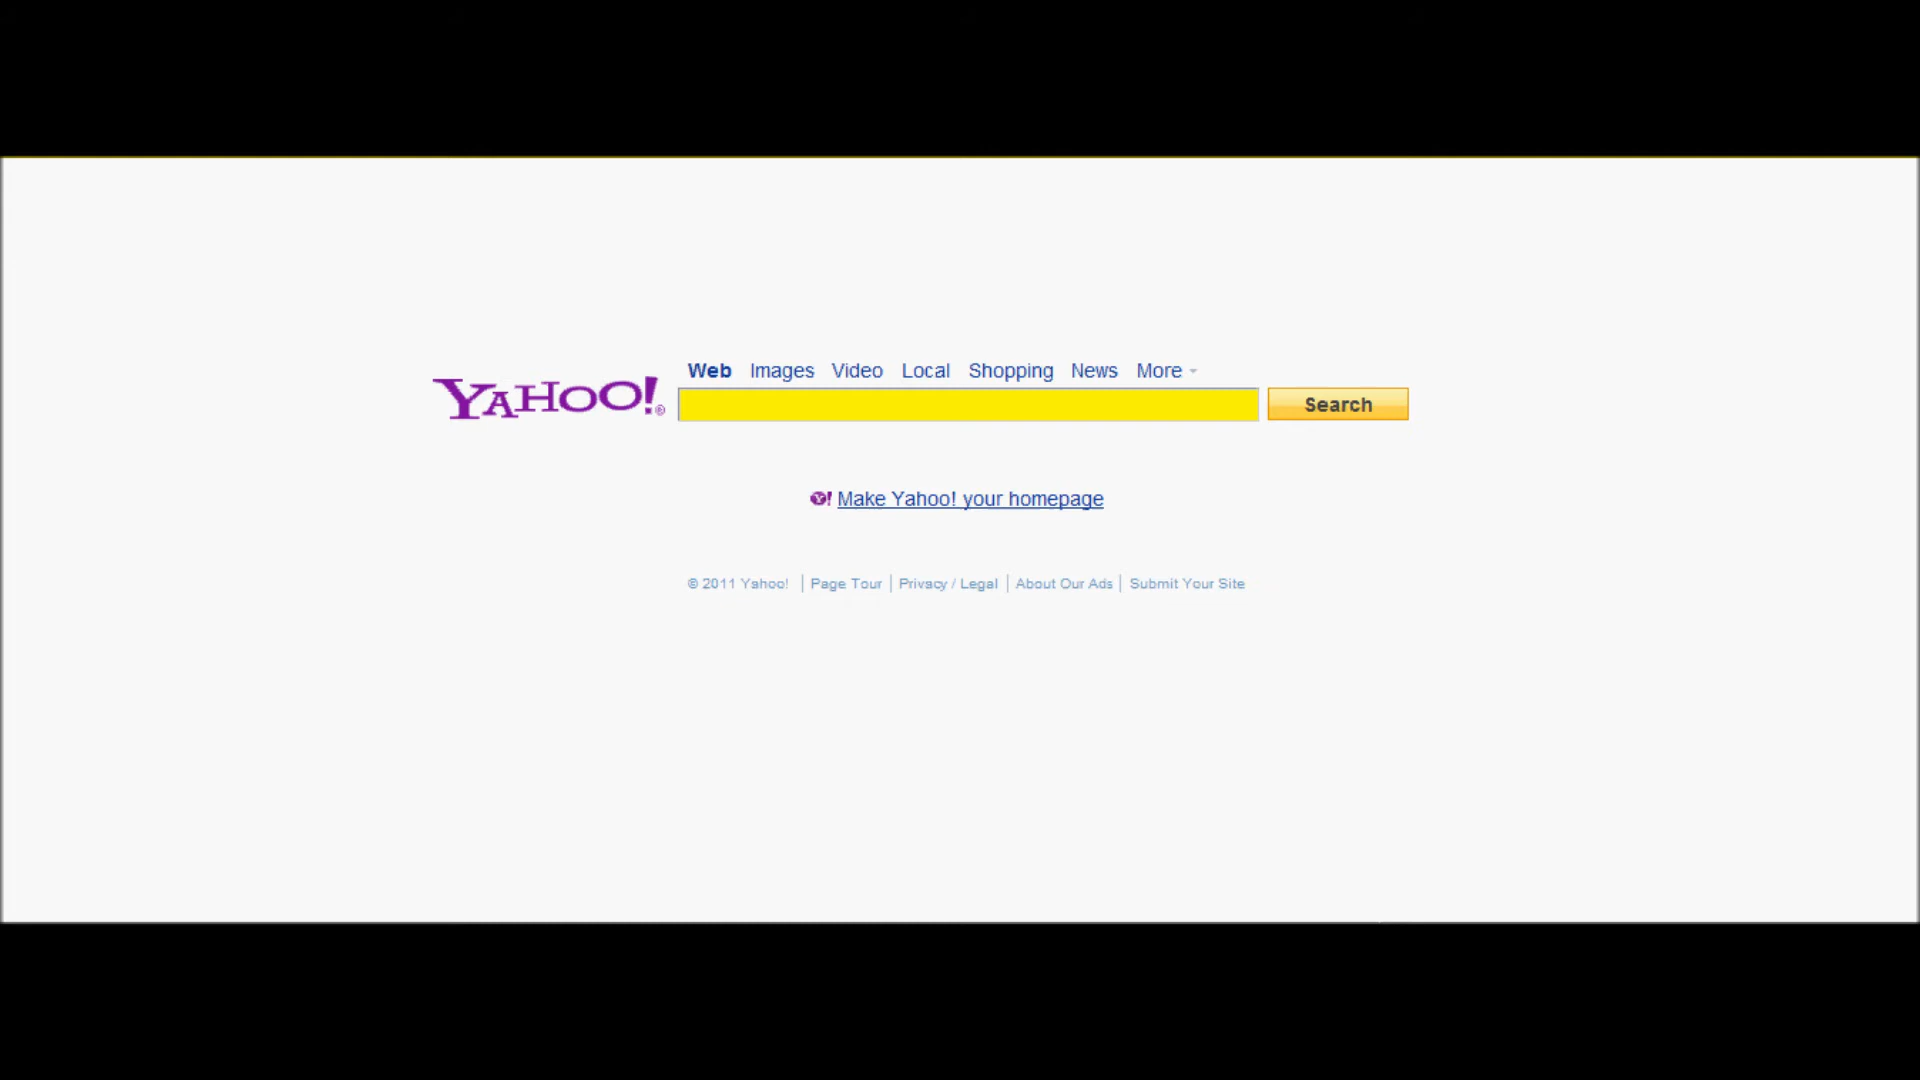 Web Images Video Local Shopping News More
YAHOO!® Search
Y! Make Yahoo! your homepage
© 2011 Yahoo! | Page Tour | Privacy / Legal | About Our Ads | Submit Your Site